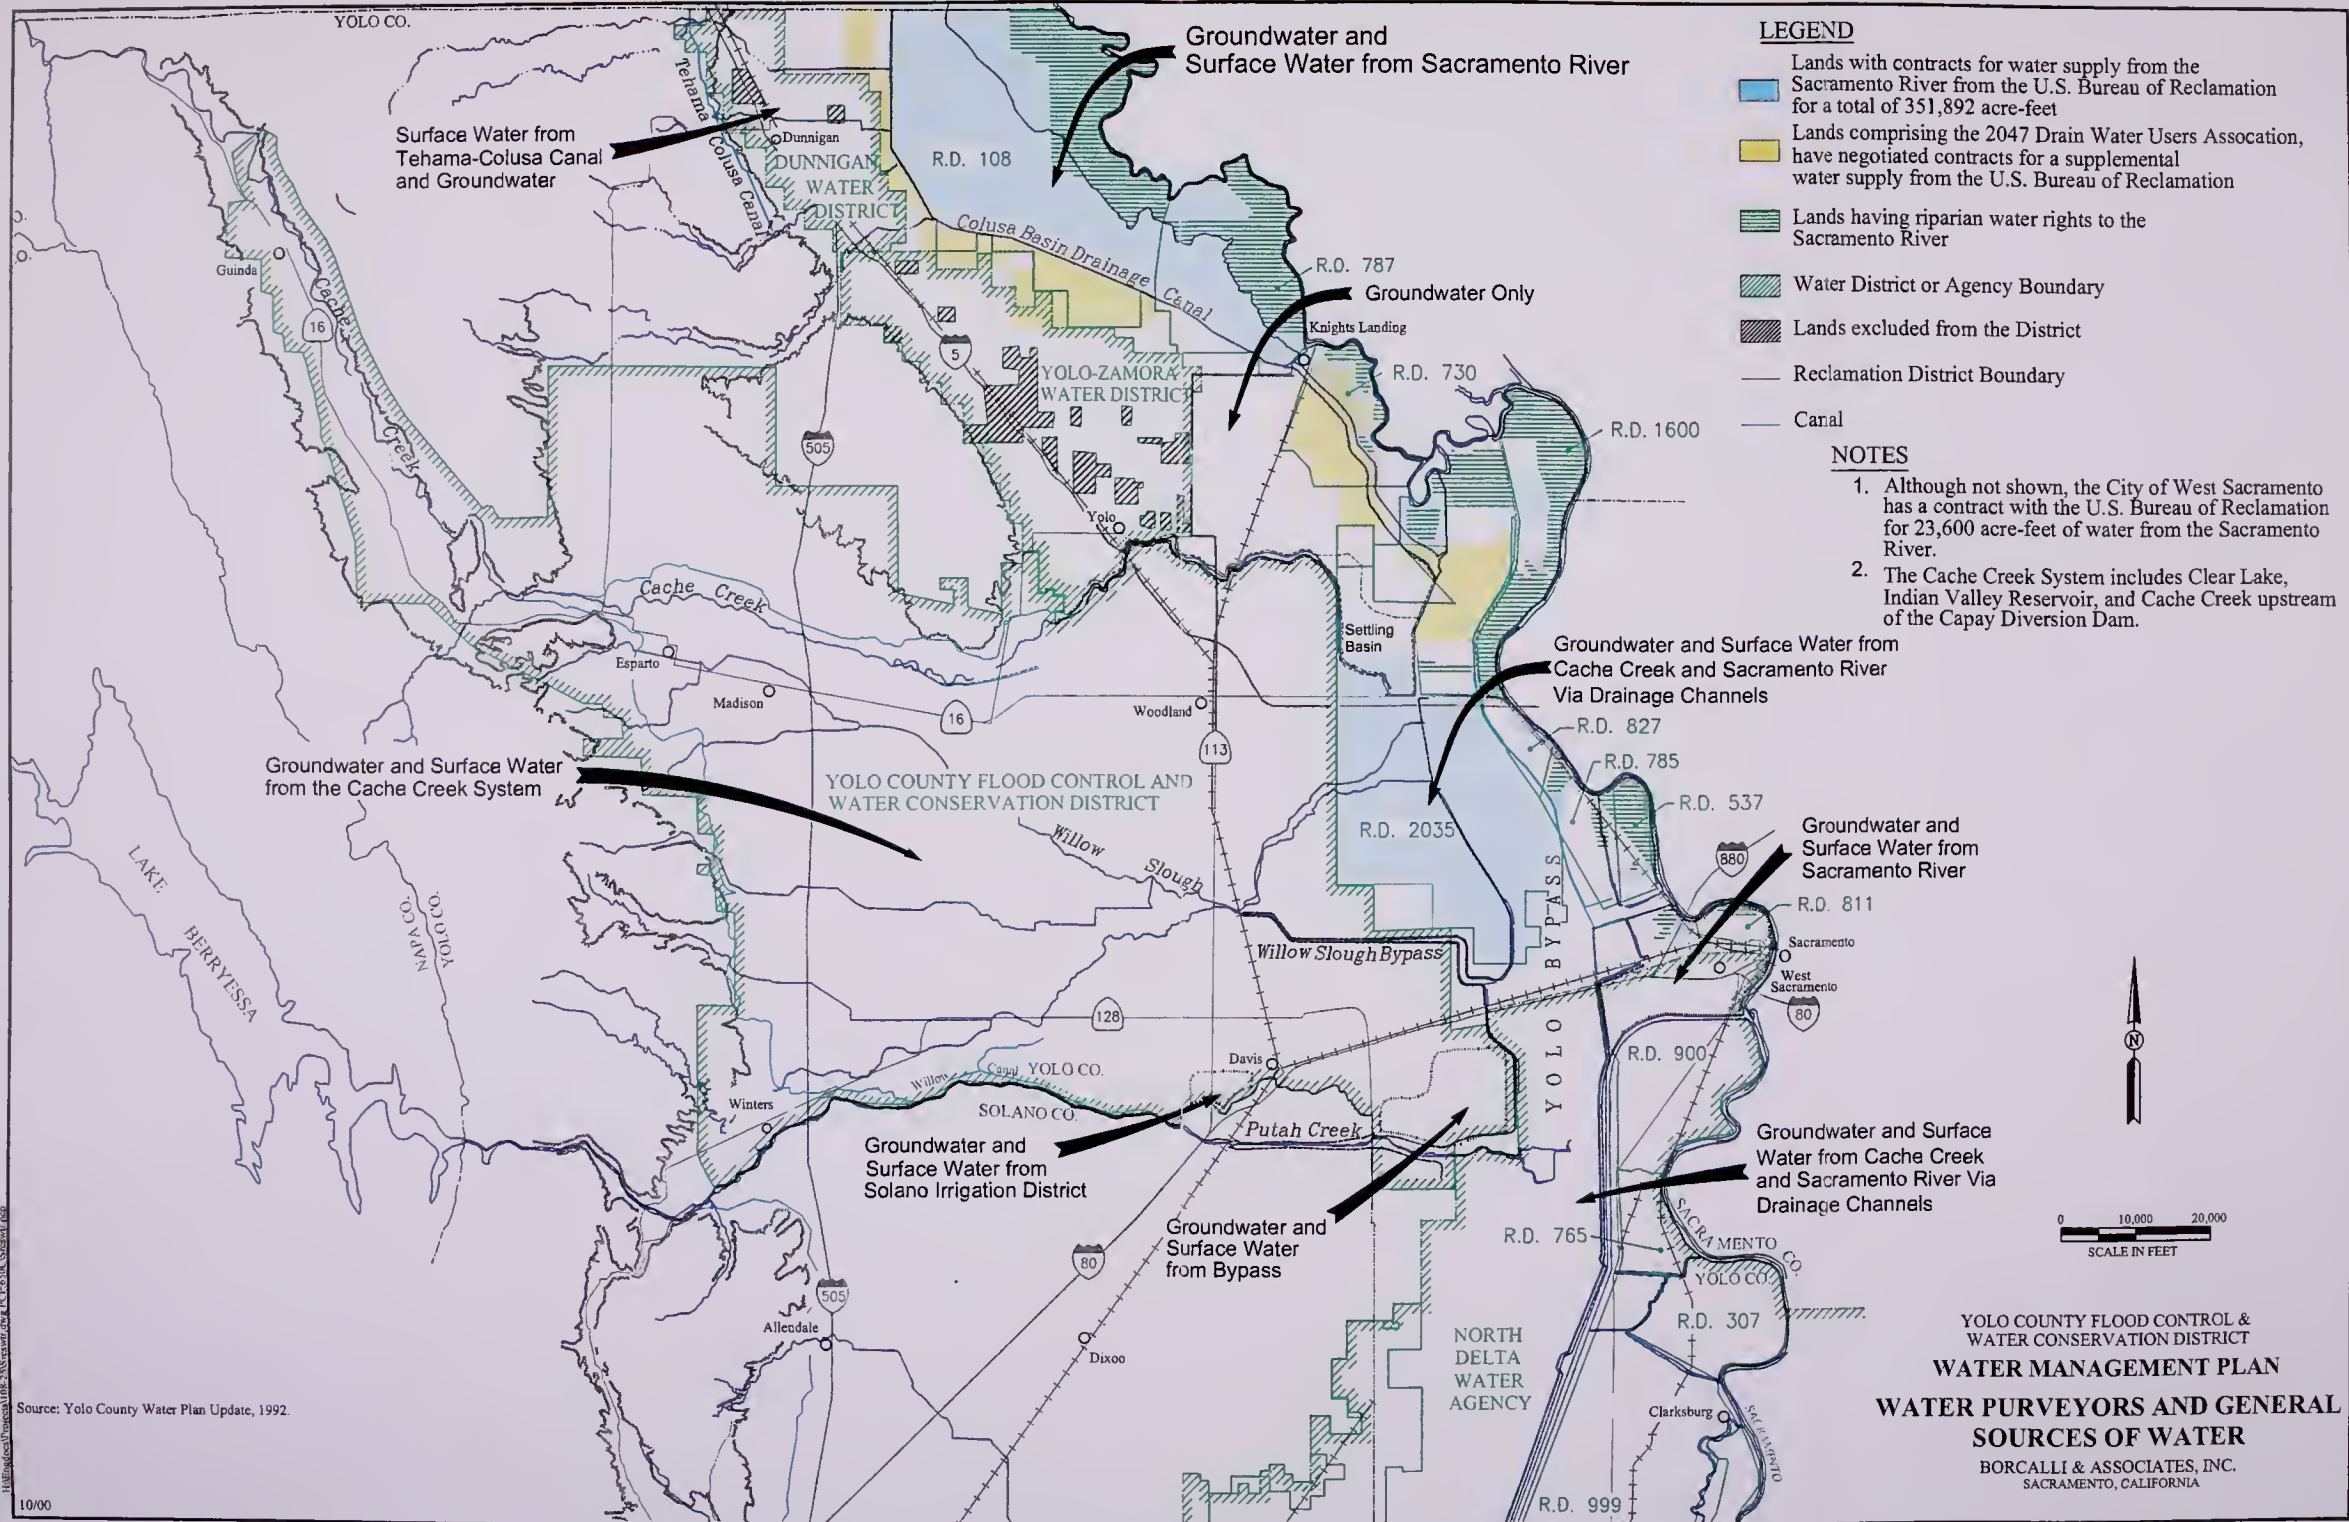 YOLO CO.
Groundwater and
Surface Water from Sacramento River
Surface Water from
Tehama-Colusa Canal
and Groundwater
Tehama Colusa Canal
Colusa Canal
Dunnigan
DUNNIGAN
WATER
DISTRICT
R.D. 108
Colusa Basin Drainage Canal
R.D. 787
Groundwater Only
Knights Landing
R.D. 730
R.D. 1600
Guinda
Cache
Creek
16
5
505
YOLO-ZAMORA
WATER DISTRICT
Yolo
Cache Creek
Esparto
Madison
16
Woodland
113
Settling
Basin
Groundwater and Surface Water from
Cache Creek and Sacramento River
Via Drainage Channels
R.D. 827
R.D. 785
R.D. 537
Groundwater and Surface Water
from the Cache Creek System
YOLO COUNTY FLOOD CONTROL AND
WATER CONSERVATION DISTRICT
Willow
Slough
R.D. 2035
YOLO BYPASS
880
Groundwater and
Surface Water from
Sacramento River
R.D. 811
Sacramento
West
Sacramento
80
LAKE
BERRYESSA
NAPA CO.
YOLO CO.
Willow Slough Bypass
128
R.D. 900
Davis
Willow Canal
YOLO CO.
SOLANO CO.
Winters
Putah Creek
Groundwater and
Surface Water from
Solano Irrigation District
Groundwater and
Surface Water
from Bypass
Groundwater and Surface
Water from Cache Creek
and Sacramento River Via
Drainage Channels
R.D. 765
SACRAMENTO CO.
YOLO CO.
R.D. 307
80
505
Allendale
Dixon
NORTH
DELTA
WATER
AGENCY
Clarksburg
SACRAMENTO
R.D. 999
LEGEND
Lands with contracts for water supply from the
Sacramento River from the U.S. Bureau of Reclamation
for a total of 351,892 acre-feet
Lands comprising the 2047 Drain Water Users Assocation,
have negotiated contracts for a supplemental
water supply from the U.S. Bureau of Reclamation
Lands having riparian water rights to the
Sacramento River
Water District or Agency Boundary
Lands excluded from the District
Reclamation District Boundary
Canal
NOTES
1. Although not shown, the City of West Sacramento
has a contract with the U.S. Bureau of Reclamation
for 23,600 acre-feet of water from the Sacramento
River.
2. The Cache Creek System includes Clear Lake,
Indian Valley Reservoir, and Cache Creek upstream
of the Capay Diversion Dam.
N
0 10,000 20,000
SCALE IN FEET
YOLO COUNTY FLOOD CONTROL &
WATER CONSERVATION DISTRICT
WATER MANAGEMENT PLAN
WATER PURVEYORS AND GENERAL
SOURCES OF WATER
BORCALLI & ASSOCIATES, INC.
SACRAMENTO, CALIFORNIA
Source: Yolo County Water Plan Update, 1992.
10/00